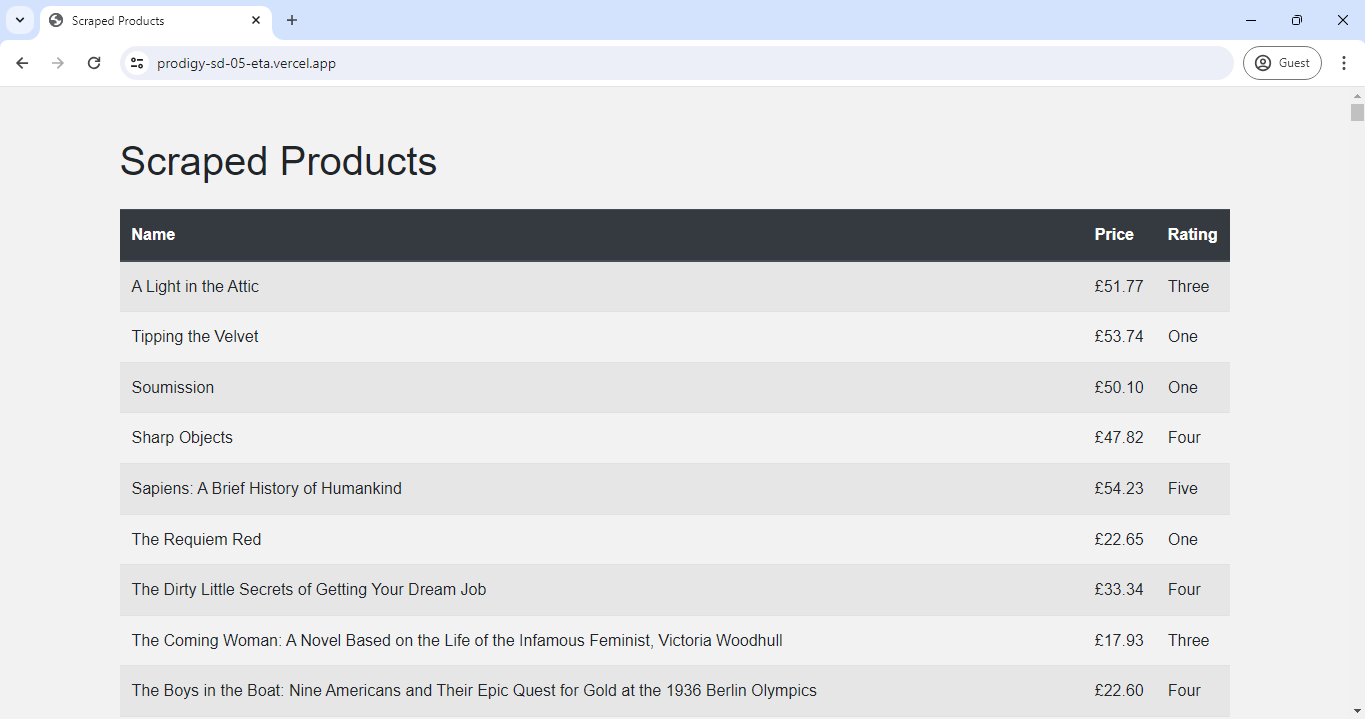 Scraped Products
prodigy-sd-05-eta.vercel.app
Guest
Scraped Products
Name Price Rating
A Light in the Attic £51.77 Three
Tipping the Velvet £53.74 One
Soumission £50.10 One
Sharp Objects £47.82 Four
Sapiens: A Brief History of Humankind £54.23 Five
The Requiem Red £22.65 One
The Dirty Little Secrets of Getting Your Dream Job £33.34 Four
The Coming Woman: A Novel Based on the Life of the Infamous Feminist, Victoria Woodhull £17.93 Three
The Boys in the Boat: Nine Americans and Their Epic Quest for Gold at the 1936 Berlin Olympics £22.60 Four